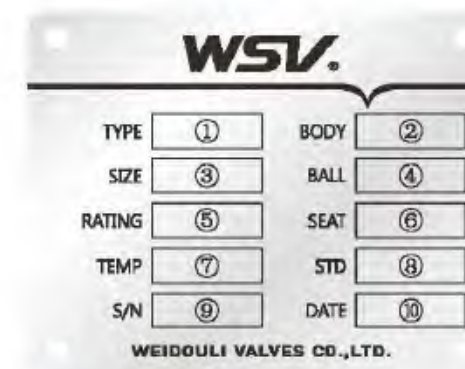 WSV®
TYPE ① BODY ②
SIZE ③ BALL ④
RATING ⑤ SEAT ⑥
TEMP ⑦ STD ⑧
S/N ⑨ DATE ⑩
WEIDOULI VALVES CO.,LTD.